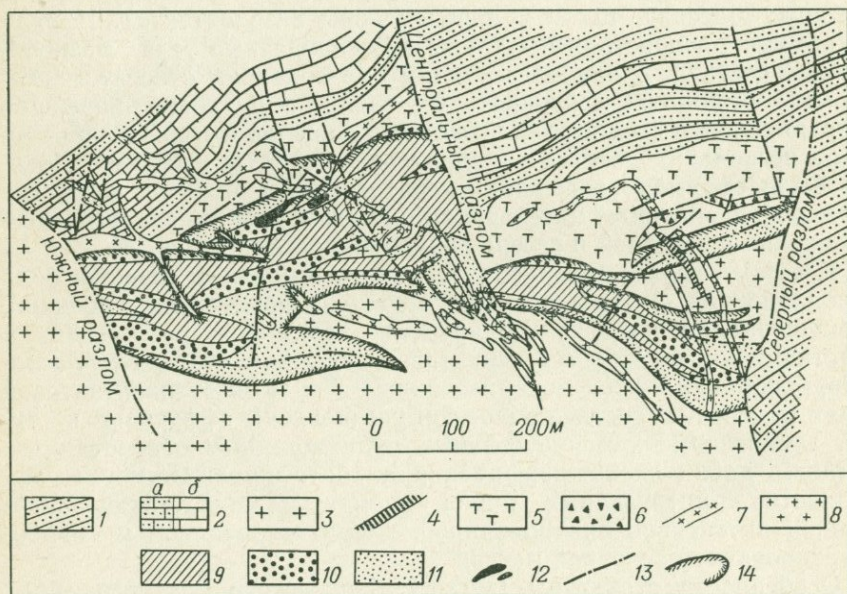 Центральный разлом
Южный разлом
Северный разлом
0 100 200м
1 а б 2 3 4 5 6 7 8
9 10 11 12 13 14